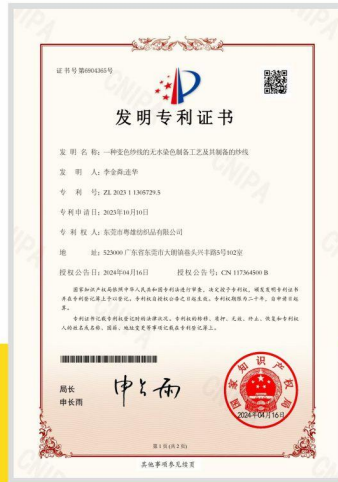 证书号第6904365号
发明专利证书
发 明 名 称：一种变色纱线的无水染色制备工艺及其制备的纱线
发 明 人：李金舜;连华
专 利 号：ZL 2023 1 1305729.5
专利申请日：2023年10月10日
专 利 权 人：东莞市粤雄纺织品有限公司
地 址：523000 广东省东莞市大朗镇巷头兴丰路5号102室
授权公告日：2024年04月16日 授权公告号：CN 117364500 B
国家知识产权局依照中华人民共和国专利法进行审查，决定授予专利权，颁发发明专利证书
并在专利登记簿上予以登记。专利权自授权公告之日起生效。专利权期限为二十年，自申请日起
算。
专利证书记载专利权登记时的法律状况。专利权的转移、质押、无效、终止、恢复和专利权
人的姓名或名称、国籍、地址变更等事项记载在专利登记簿上。
局长
申长雨
申长雨
国家知识产权局
2024年04月16日
第 1 页 (共 2 页)
其他事项参见续页
CNIPA